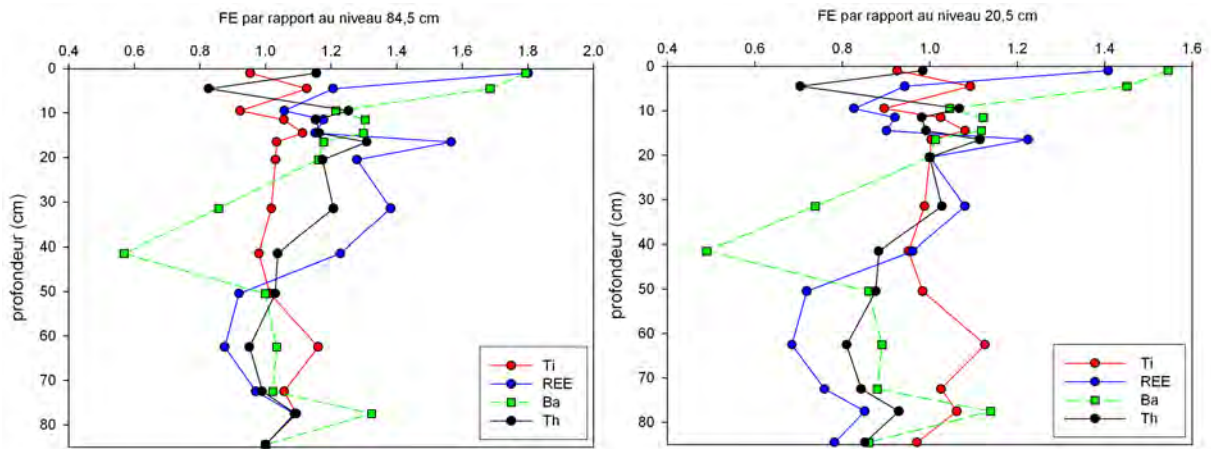 FE par rapport au niveau 84,5 cm
0.4 0.6 0.8 1.0 1.2 1.4 1.6 1.8 2.0
0
10
20
30
40
50
60
70
80
profondeur (cm)
Ti
REE
Ba
Th
FE par rapport au niveau 20,5 cm
0.4 0.6 0.8 1.0 1.2 1.4 1.6
0
10
20
30
40
50
60
70
80
profondeur (cm)
Ti
REE
Ba
Th